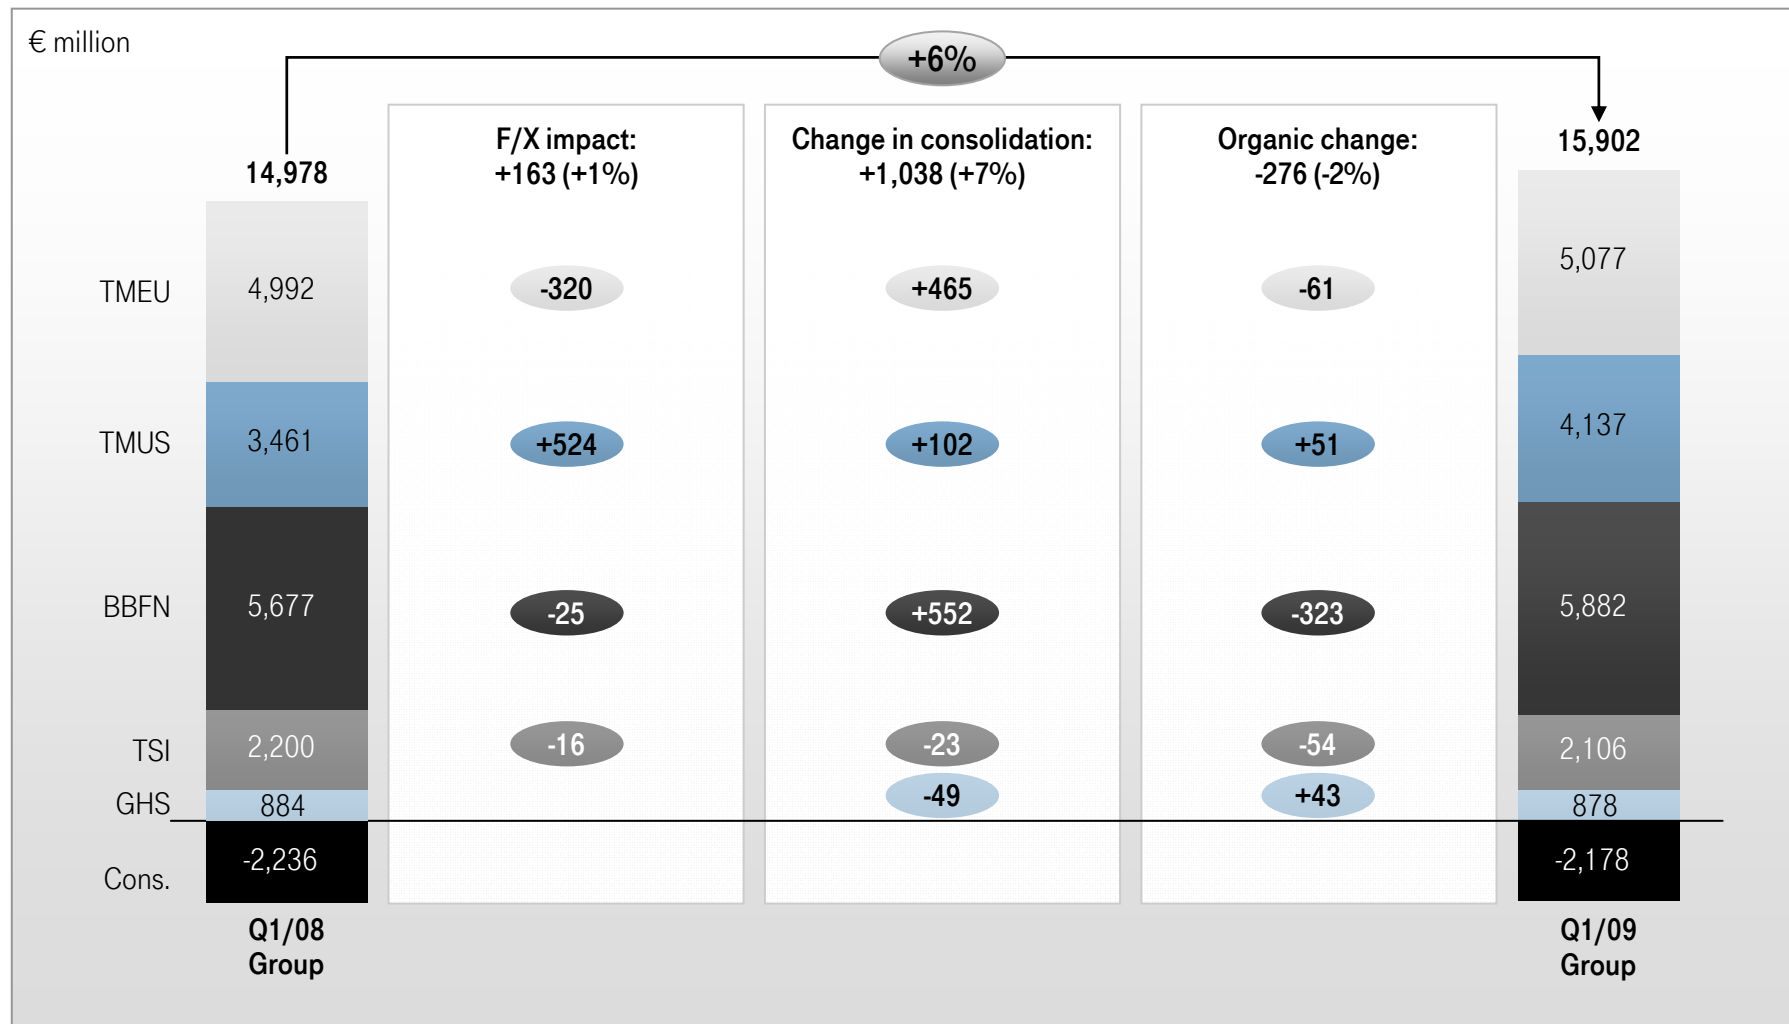 € million
+6%
F/X impact:
+163 (+1%)
Change in consolidation:
+1,038 (+7%)
Organic change:
-276 (-2%)
14,978
15,902
TMEU
4,992
-320
+465
-61
5,077
TMUS
3,461
+524
+102
+51
4,137
BBFN
5,677
-25
+552
-323
5,882
TSI
2,200
-16
-23
-54
2,106
GHS
884
-49
+43
878
Cons.
-2,236
-2,178
Q1/08
Group
Q1/09
Group